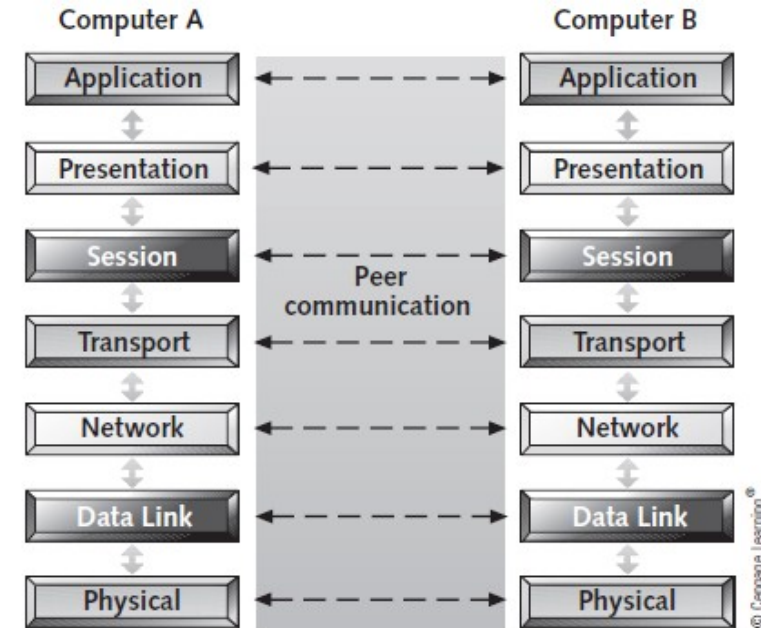 Computer A
Computer B
Application
Application
Presentation
Presentation
Session
Session
Peer
communication
Transport
Transport
Network
Network
Data Link
Data Link
Physical
Physical
© Cengage Learning®